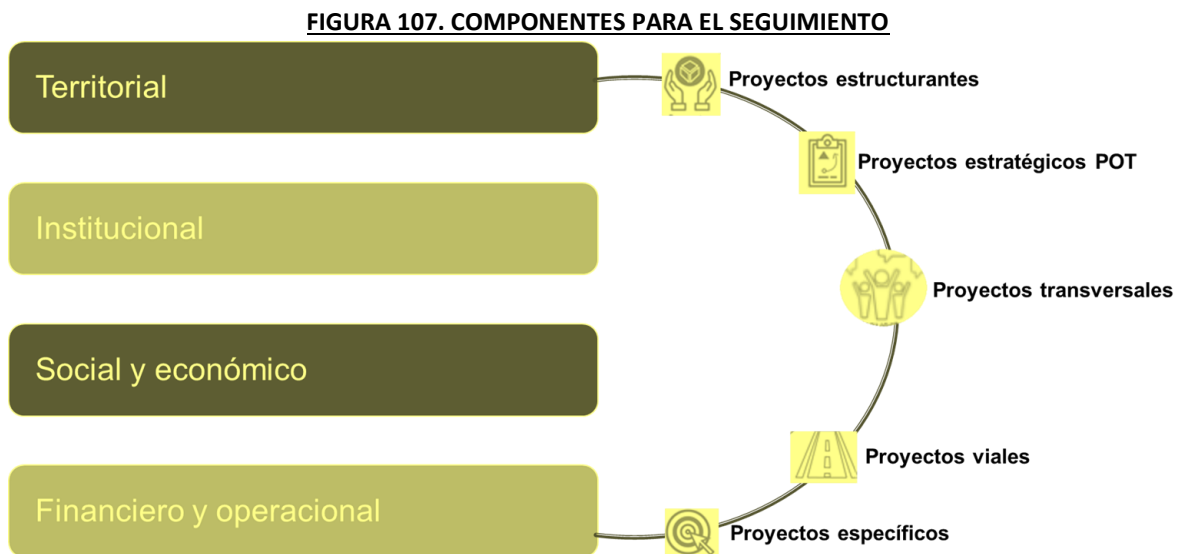 FIGURA 107. COMPONENTES PARA EL SEGUIMIENTO
Territorial
Institucional
Social y económico
Financiero y operacional
Proyectos estructurantes
Proyectos estratégicos POT
Proyectos transversales
Proyectos viales
Proyectos específicos